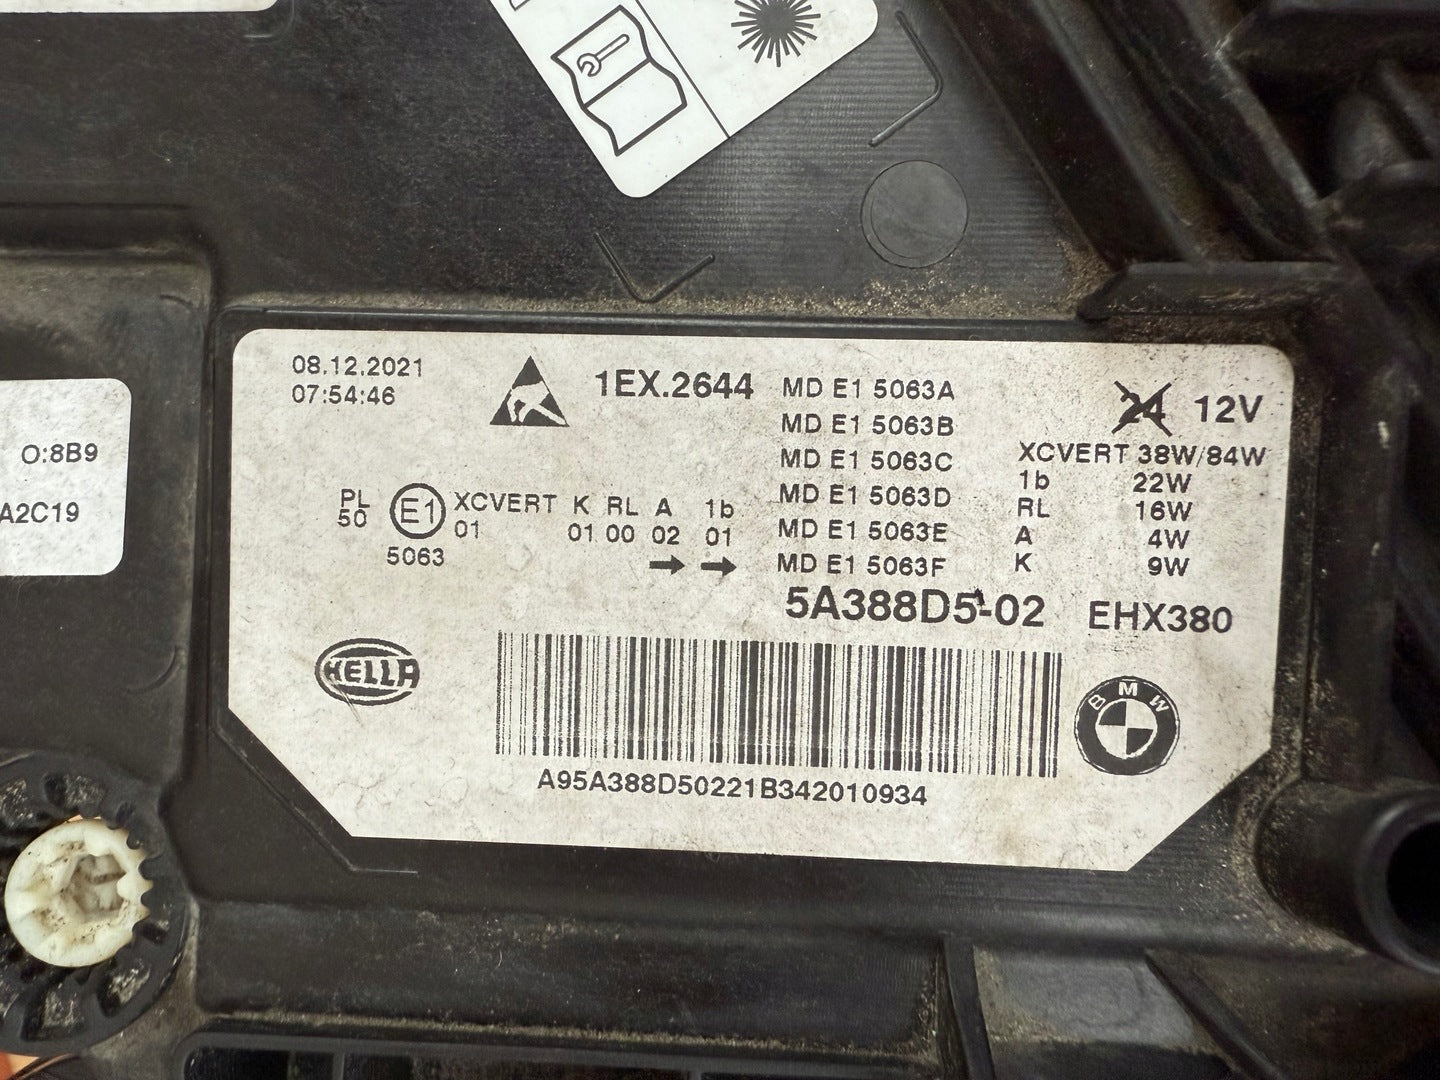 08.12.2021
07:54:46
1EX.2644
MD E1 5063A
MD E1 5063B
MD E1 5063C
MD E1 5063D
MD E1 5063E
MD E1 5063F
24 12V
XCVERT 38W/84W
1b 22W
RL 16W
A 4W
K 9W
O:8B9
A2C19
PL
50
E1
5063
XCVERT K RL A 1b
01 01 00 02 01
5A388D5-02 EHX380
HELLA
BMW
A95A388D50221B342010934